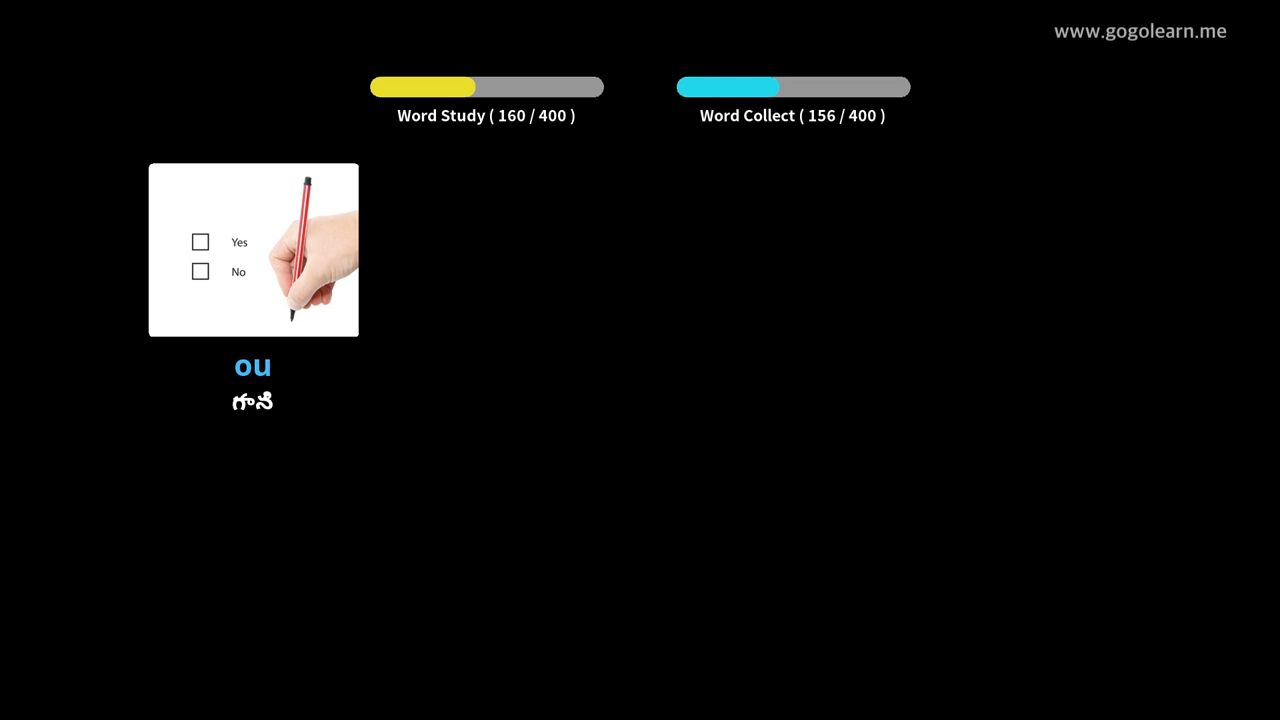 www.gogolearn.me
Word Study ( 160 / 400 )
Word Collect ( 156 / 400 )
Yes
No
ou
గాని